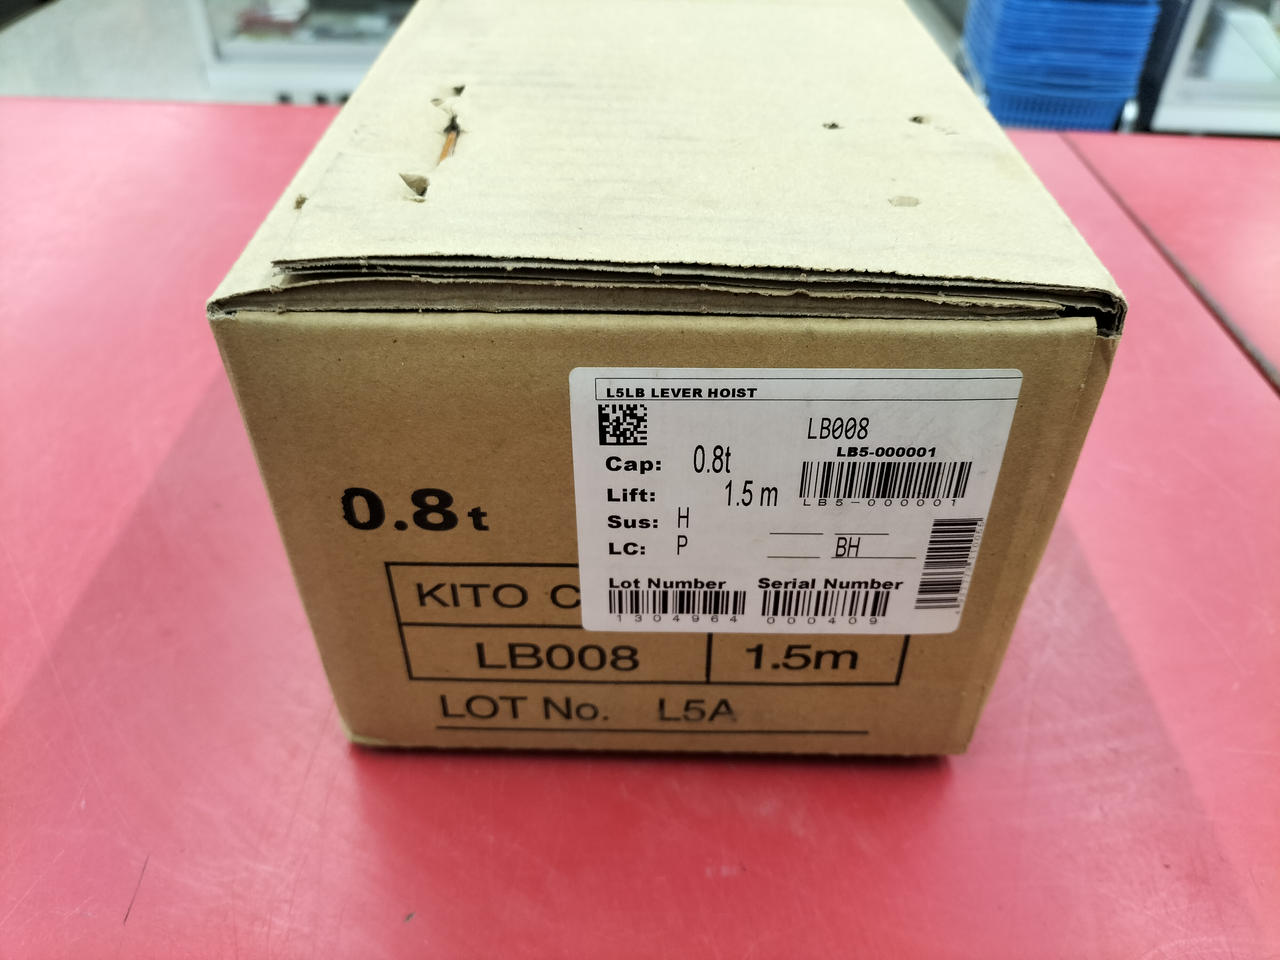 L5LB LEVER HOIST
LB008
LB5-000001
Cap: 0.8t
Lift: 1.5 m
LB5-000001
Sus: H
LC: P BH
Lot Number Serial Number
1304964 000409
0.8t
KITO C
LB008 1.5m
LOT No. L5A